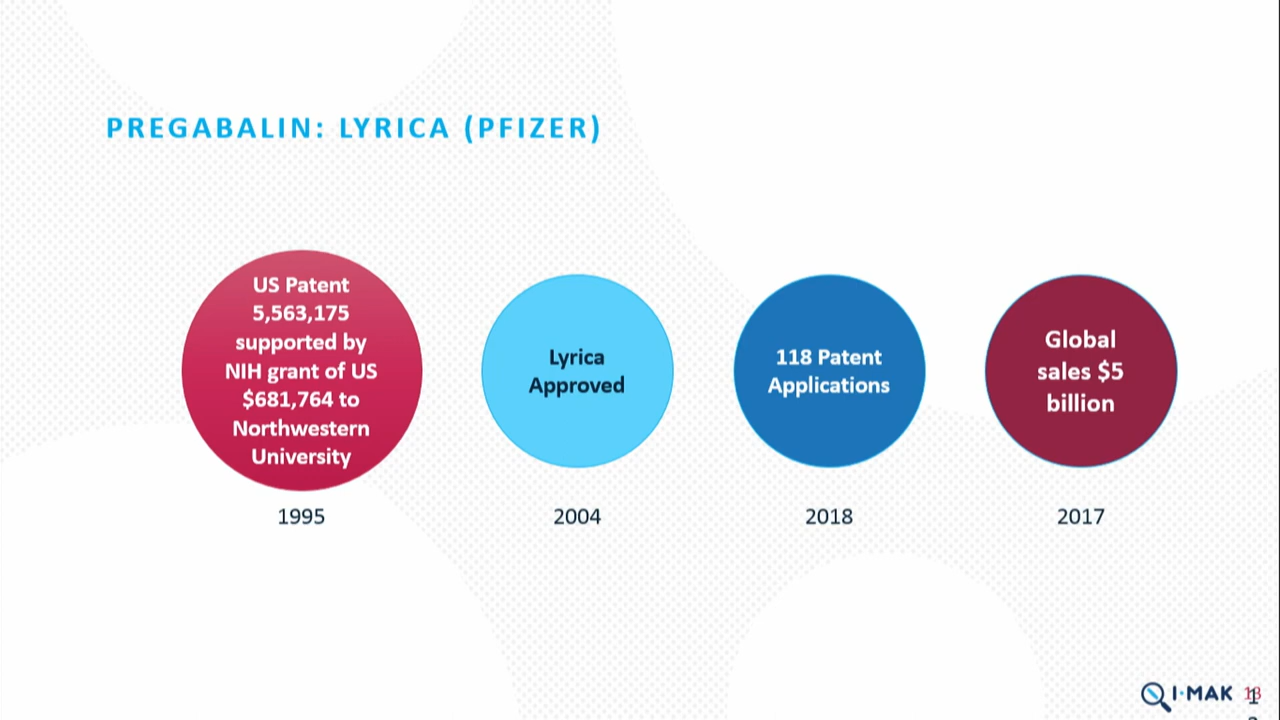 PREGABALIN: LYRICA (PFIZER)
US Patent
5,563,175
supported by
NIH grant of US
$681,764 to
Northwestern
University
1995
Lyrica
Approved
2004
118 Patent
Applications
2018
Global
sales $5
billion
2017
I·MAK